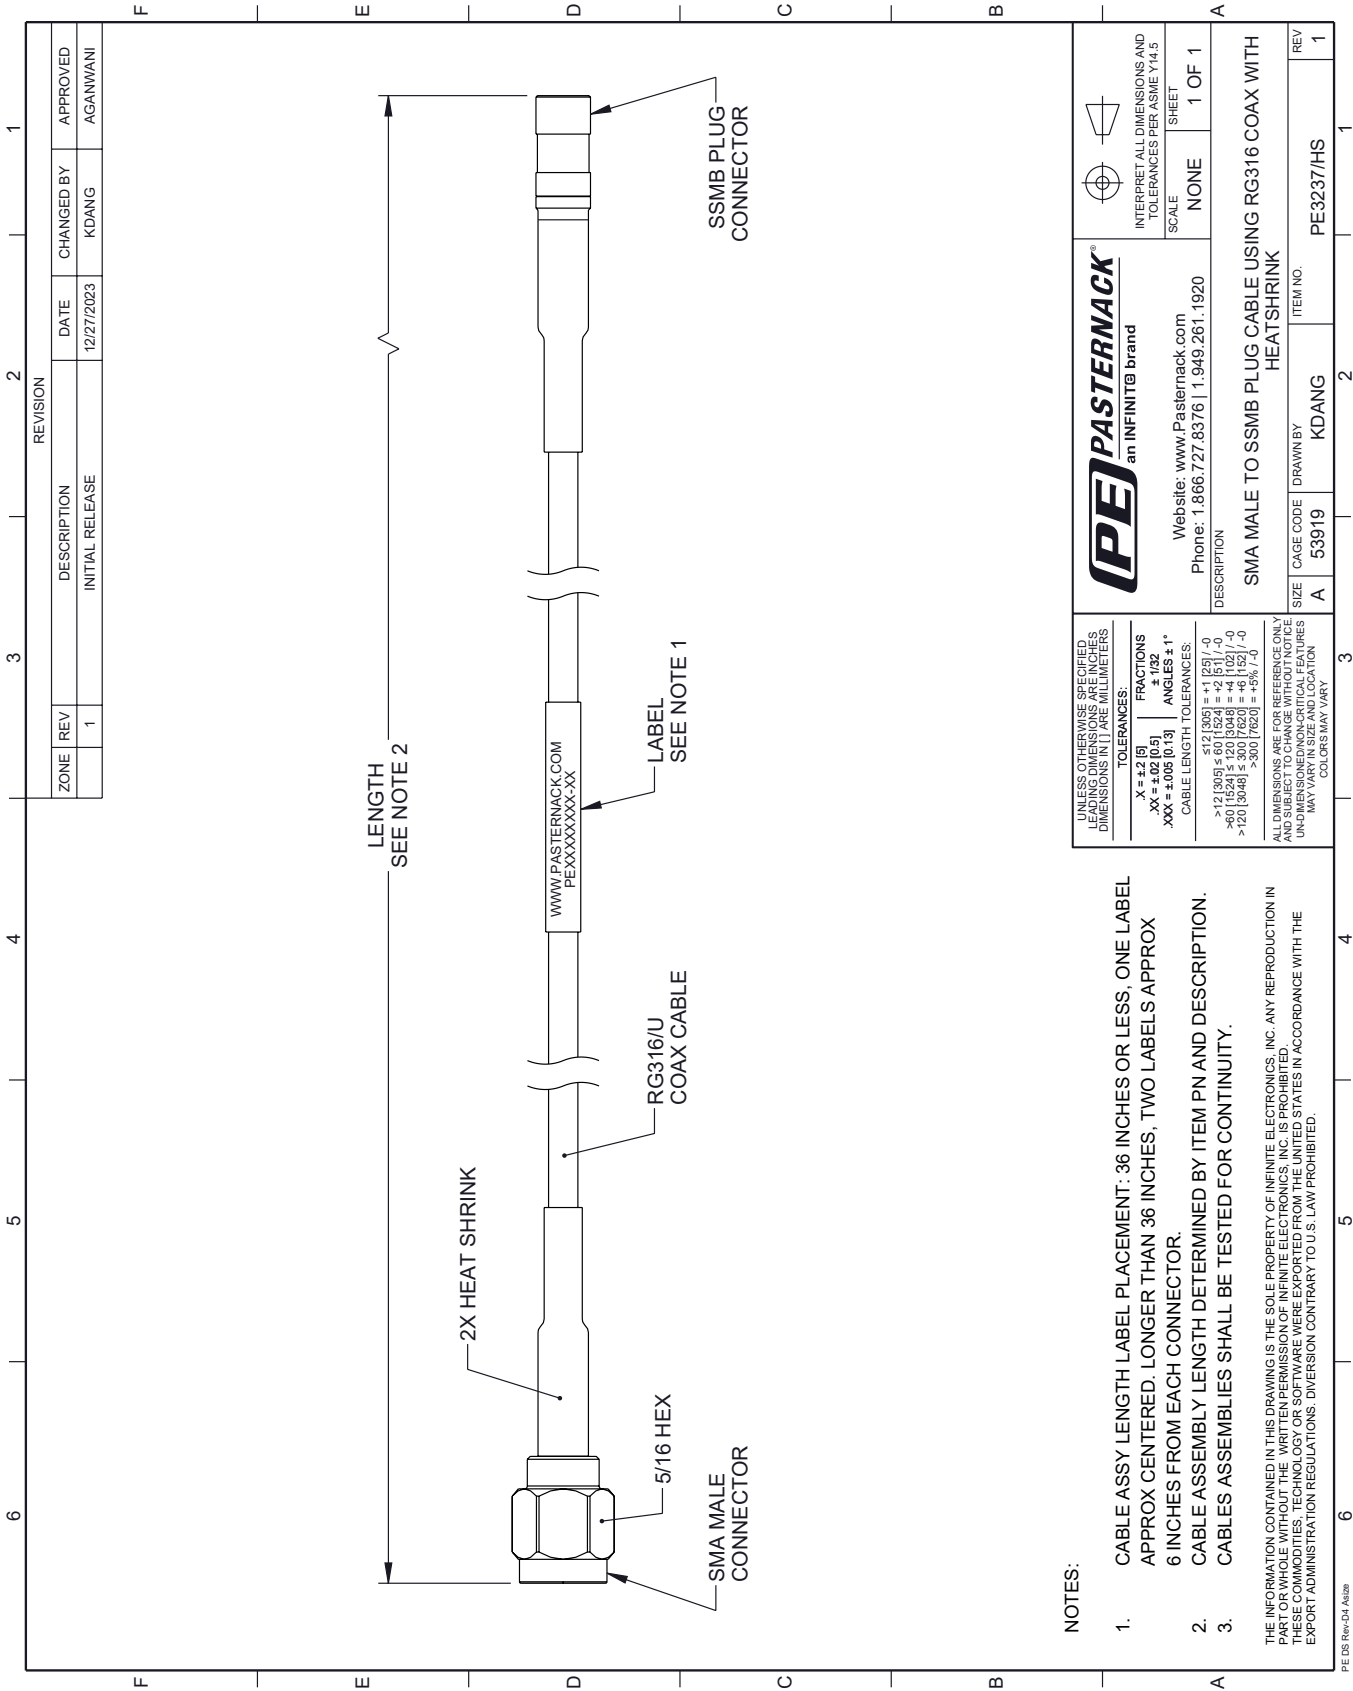 6
5
4
3
2
1
F
E
D
C
B
A
F
E
D
C
B
A
REVISION
ZONE
REV
DESCRIPTION
DATE
CHANGED BY
APPROVED
1
INITIAL RELEASE
12/27/2023
KDANG
AGANWANI
LENGTH
SEE NOTE 2
2X HEAT SHRINK
WWW.PASTERNACK.COM
PEXXXXXXXX-XX
5/16 HEX
RG316/U
COAX CABLE
LABEL
SEE NOTE 1
SMA MALE
CONNECTOR
SSMB PLUG
CONNECTOR
NOTES:
1. CABLE ASSY LENGTH LABEL PLACEMENT: 36 INCHES OR LESS, ONE LABEL
APPROX CENTERED. LONGER THAN 36 INCHES, TWO LABELS APPROX
6 INCHES FROM EACH CONNECTOR.
2. CABLE ASSEMBLY LENGTH DETERMINED BY ITEM PN AND DESCRIPTION.
3. CABLES ASSEMBLIES SHALL BE TESTED FOR CONTINUITY.
THE INFORMATION CONTAINED IN THIS DRAWING IS THE SOLE PROPERTY OF INFINITE ELECTRONICS, INC. ANY REPRODUCTION IN
PART OR WHOLE WITHOUT THE WRITTEN PERMISSION OF INFINITE ELECTRONICS, INC. IS PROHIBITED.
THESE COMMODITIES, TECHNOLOGY OR SOFTWARE WERE EXPORTED FROM THE UNITED STATES IN ACCORDANCE WITH THE
EXPORT ADMINISTRATION REGULATIONS. DIVERSION CONTRARY TO U.S. LAW PROHIBITED.
UNLESS OTHERWISE SPECIFIED
LEADING DIMENSIONS ARE INCHES
DIMENSIONS IN [ ] ARE MILLIMETERS
TOLERANCES:
.X = ±.2 [5]
.XX = ±.02 [0.5]
.XXX = ±.005 [0.13]
FRACTIONS
± 1/32
ANGLES ± 1°
CABLE LENGTH TOLERANCES:
≤12 [305] = +1 [25] / -0
>12 [305] ≤ 60 [1524] = +2 [51] / -0
>60 [1524] ≤ 120 [3048] = +4 [102] / -0
>120 [3048] ≤ 300 [7620] = +6 [152] / -0
>300 [7620] = +5% / -0
ALL DIMENSIONS ARE FOR REFERENCE ONLY
AND SUBJECT TO CHANGE WITHOUT NOTICE.
UN-DIMENSIONED/NON-CRITICAL FEATURES
MAY VARY IN SIZE AND LOCATION
COLORS MAY VARY
PE PASTERNACK®
an INFINIT℮ brand
Website: www.Pasternack.com
Phone: 1.866.727.8376 | 1.949.261.1920
INTERPRET ALL DIMENSIONS AND
TOLERANCES PER ASME Y14.5
SCALE
NONE
SHEET
1 OF 1
DESCRIPTION
SMA MALE TO SSMB PLUG CABLE USING RG316 COAX WITH
HEATSHRINK
SIZE
A
CAGE CODE
53919
DRAWN BY
KDANG
ITEM NO.
PE3237/HS
REV
1
6
5
4
3
2
1
PE DS Rev-D4 Asize